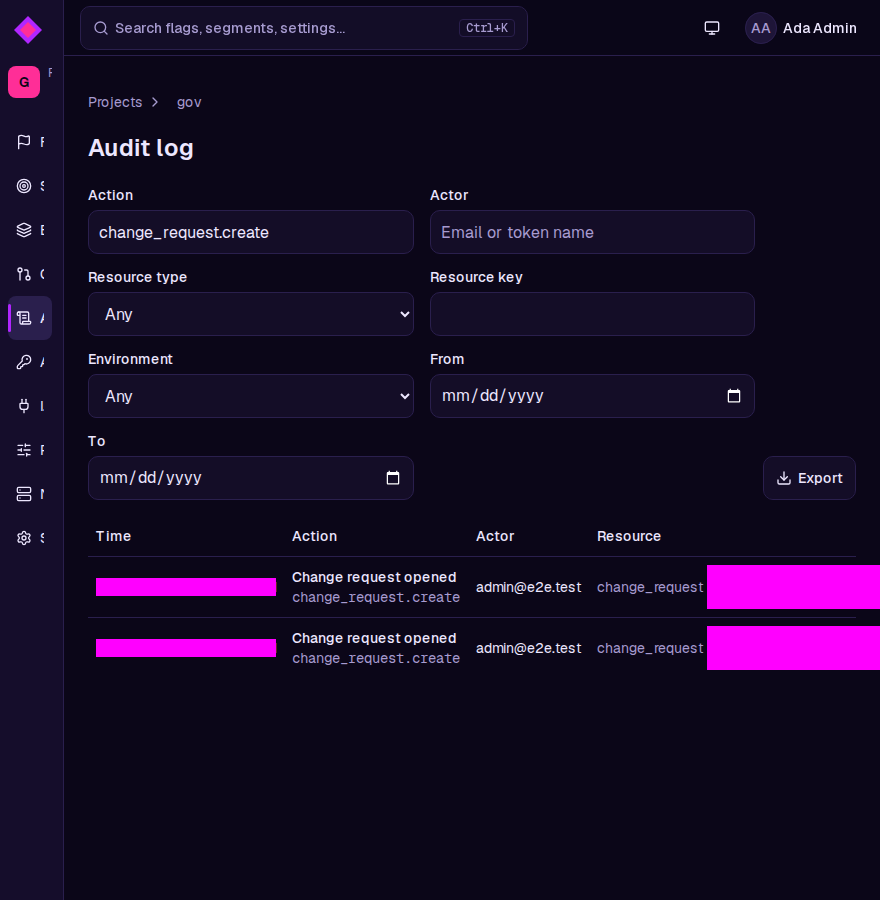 Search flags, segments, settings...
Ctrl+K
AA
Ada Admin
G
Projects
gov
Audit log
Action
Actor
change_request.create
Email or token name
Resource type
Resource key
Any
Environment
From
Any
mm/dd/yyyy
To
mm/dd/yyyy
Export
Time
Action
Actor
Resource
Change request opened
change_request.create
admin@e2e.test
change_request
Change request opened
change_request.create
admin@e2e.test
change_request